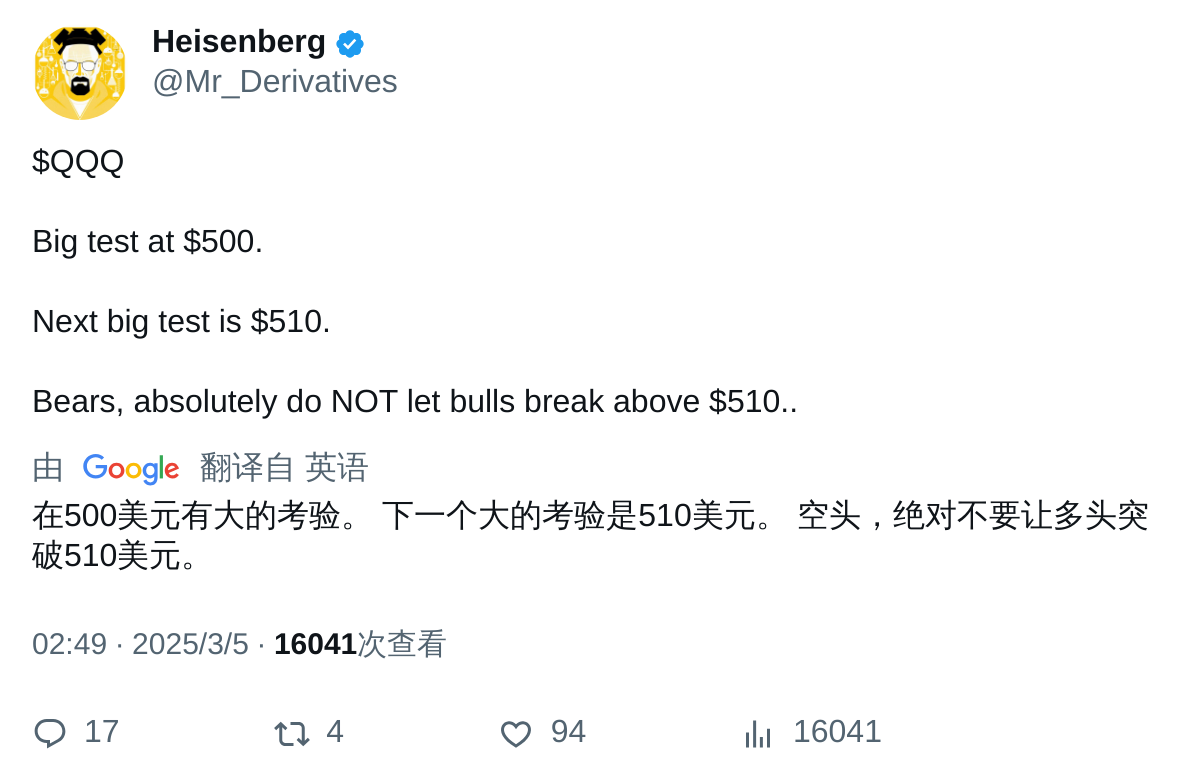 Heisenberg
@Mr_Derivatives
$QQQ
Big test at $500.
Next big test is $510.
Bears, absolutely do NOT let bulls break above $510..
由 Google 翻译自 英语
在500美元有大的考验。 下一个大的考验是510美元。 空头，绝对不要让多头突
破510美元。
02:49 · 2025/3/5 · 16041次查看
17 4 94 16041